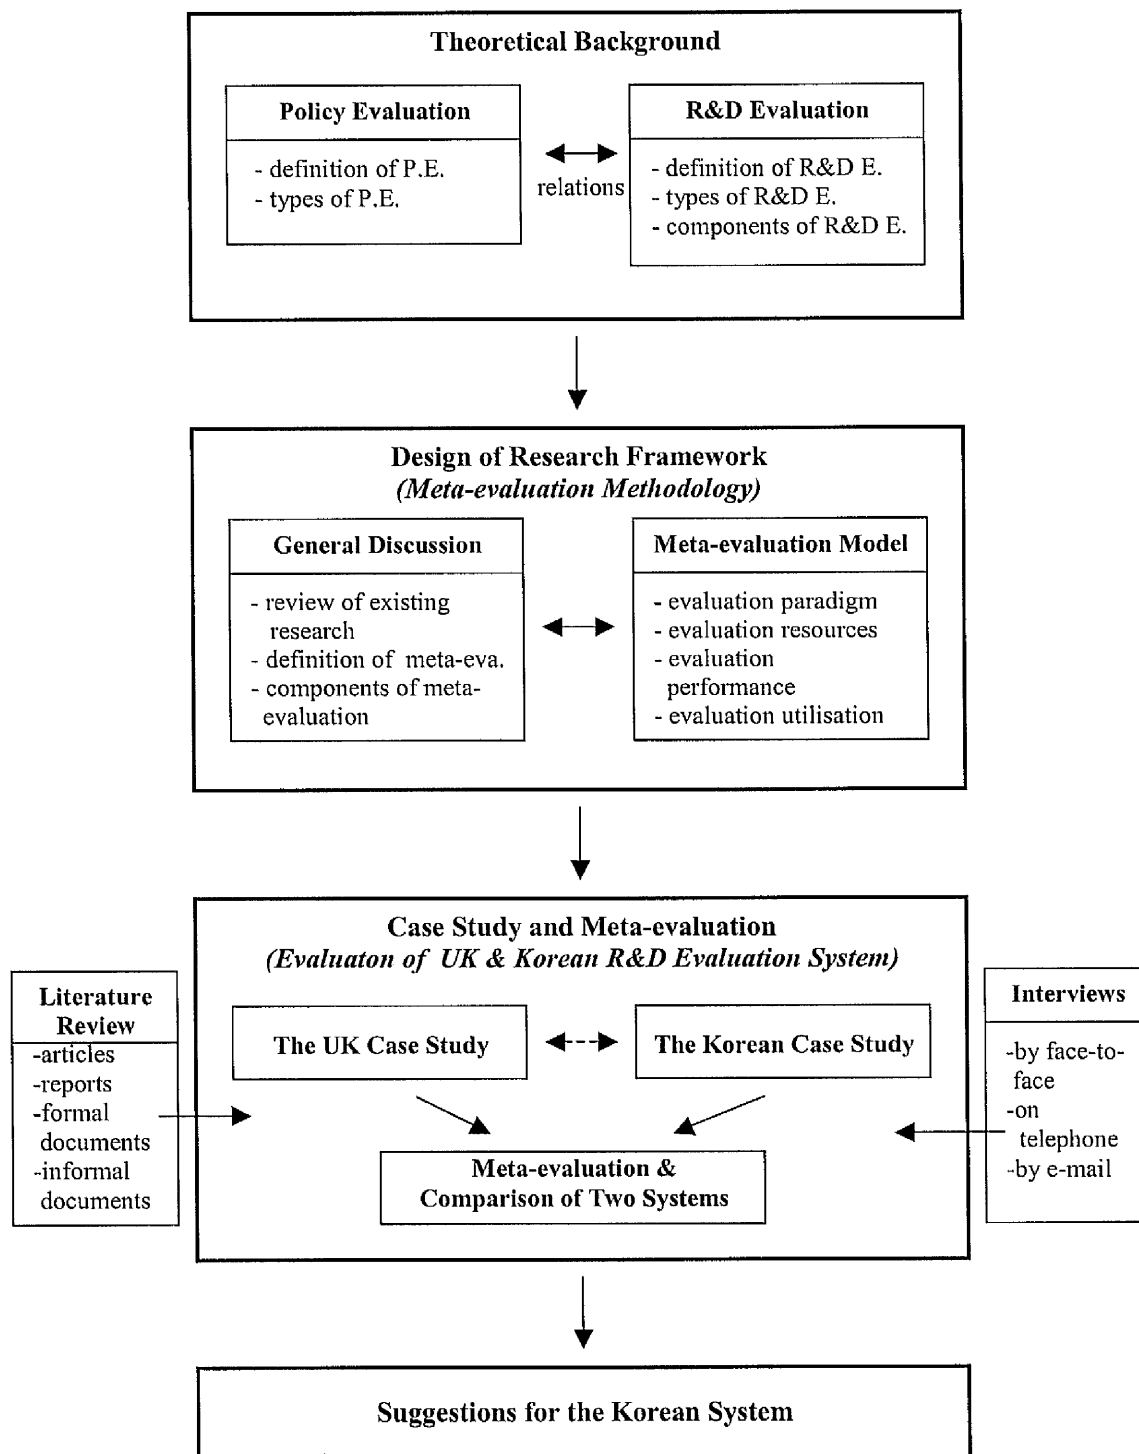 Theoretical Background
Policy Evaluation
- definition of P.E.
- types of P.E.
relations
R&D Evaluation
- definition of R&D E.
- types of R&D E.
- components of R&D E.
Design of Research Framework
(Meta-evaluation Methodology)
General Discussion
- review of existing
research
- definition of meta-eva.
- components of meta-
evaluation
Meta-evaluation Model
- evaluation paradigm
- evaluation resources
- evaluation
performance
- evaluation utilisation
Case Study and Meta-evaluation
(Evaluaton of UK & Korean R&D Evaluation System)
Literature
Review
-articles
-reports
-formal
documents
-informal
documents
The UK Case Study
The Korean Case Study
Meta-evaluation &
Comparison of Two Systems
Interviews
-by face-to-
face
-on
telephone
-by e-mail
Suggestions for the Korean System